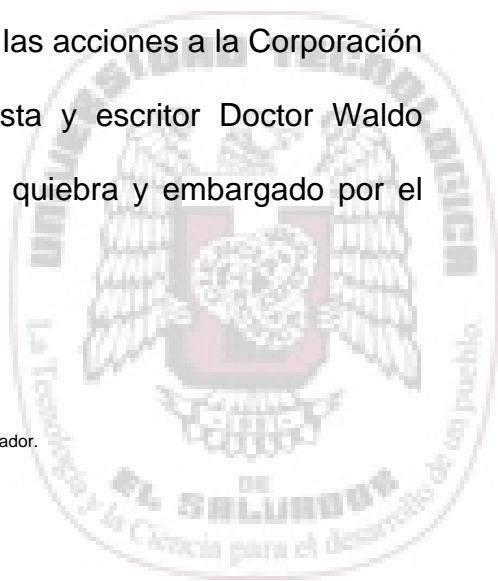 las acciones a la Corporación
sta y escritor Doctor Waldo
quiebra y embargado por el
ador.
UNIVERSIDAD TECNOLOGICA
La Tecnología y la Ciencia para el desarrollo de un pueblo.
DE
EL SALVADOR